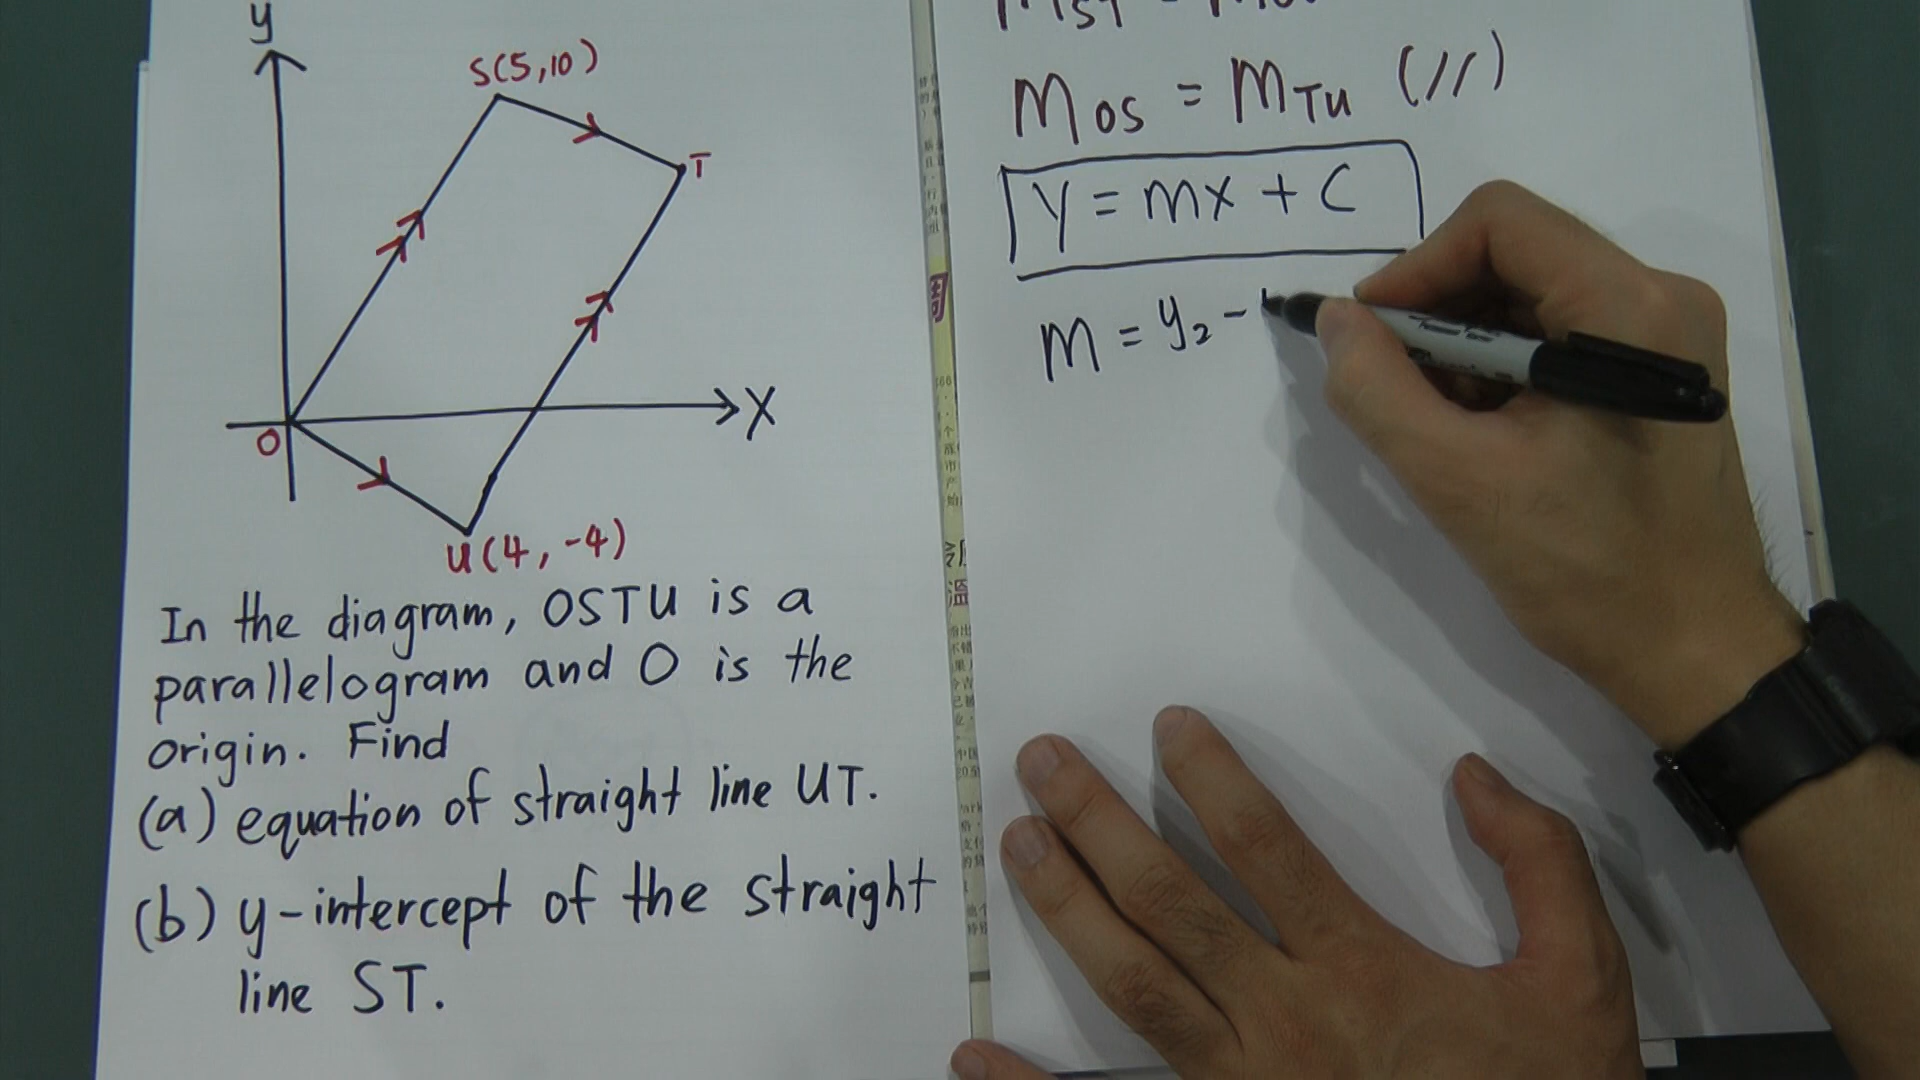 y
S(5,10)
T
X
O
U(4,-4)
In the diagram, OSTU is a
parallelogram and O is the
origin. Find
(a) equation of straight line UT.
(b) y-intercept of the straight
line ST.
MOS = MTU (//)
Y = mx + C
M = y2 -